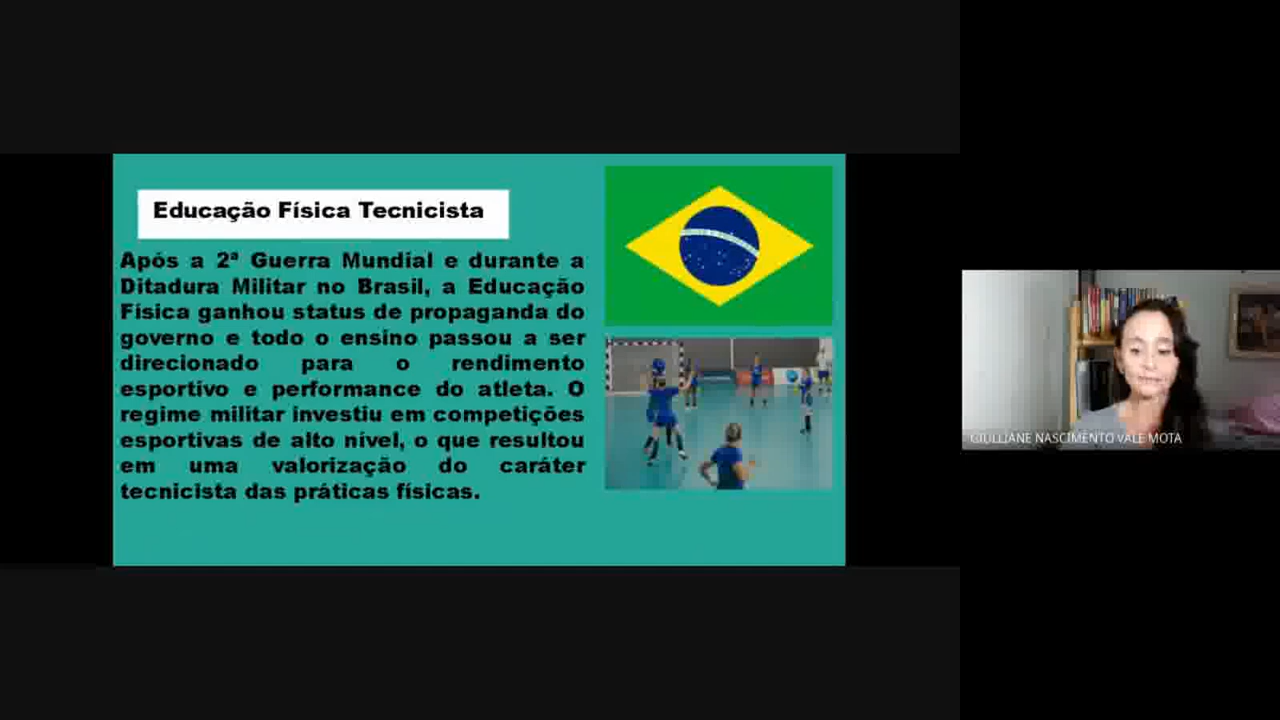 Educação Física Tecnicista
Após a 2ª Guerra Mundial e durante a
Ditadura Militar no Brasil, a Educação
Física ganhou status de propaganda do
governo e todo o ensino passou a ser
direcionado para o rendimento
esportivo e performance do atleta. O
regime militar investiu em competições
esportivas de alto nível, o que resultou
em uma valorização do caráter
tecnicista das práticas físicas.
GIULLIANE NASCIMENTO VALE MOTA